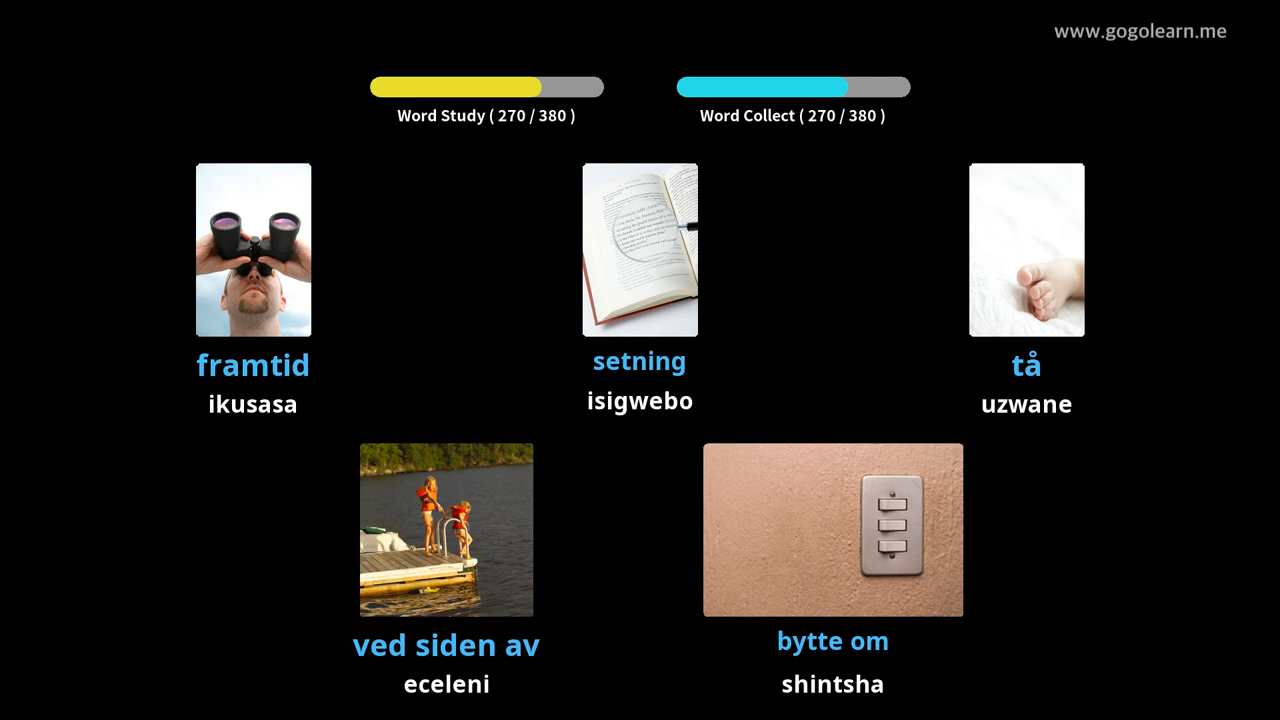 www.gogolearn.me
Word Study ( 270 / 380 )
Word Collect ( 270 / 380 )
framtid
ikusasa
setning
isigwebo
tå
uzwane
ved siden av
eceleni
bytte om
shintsha